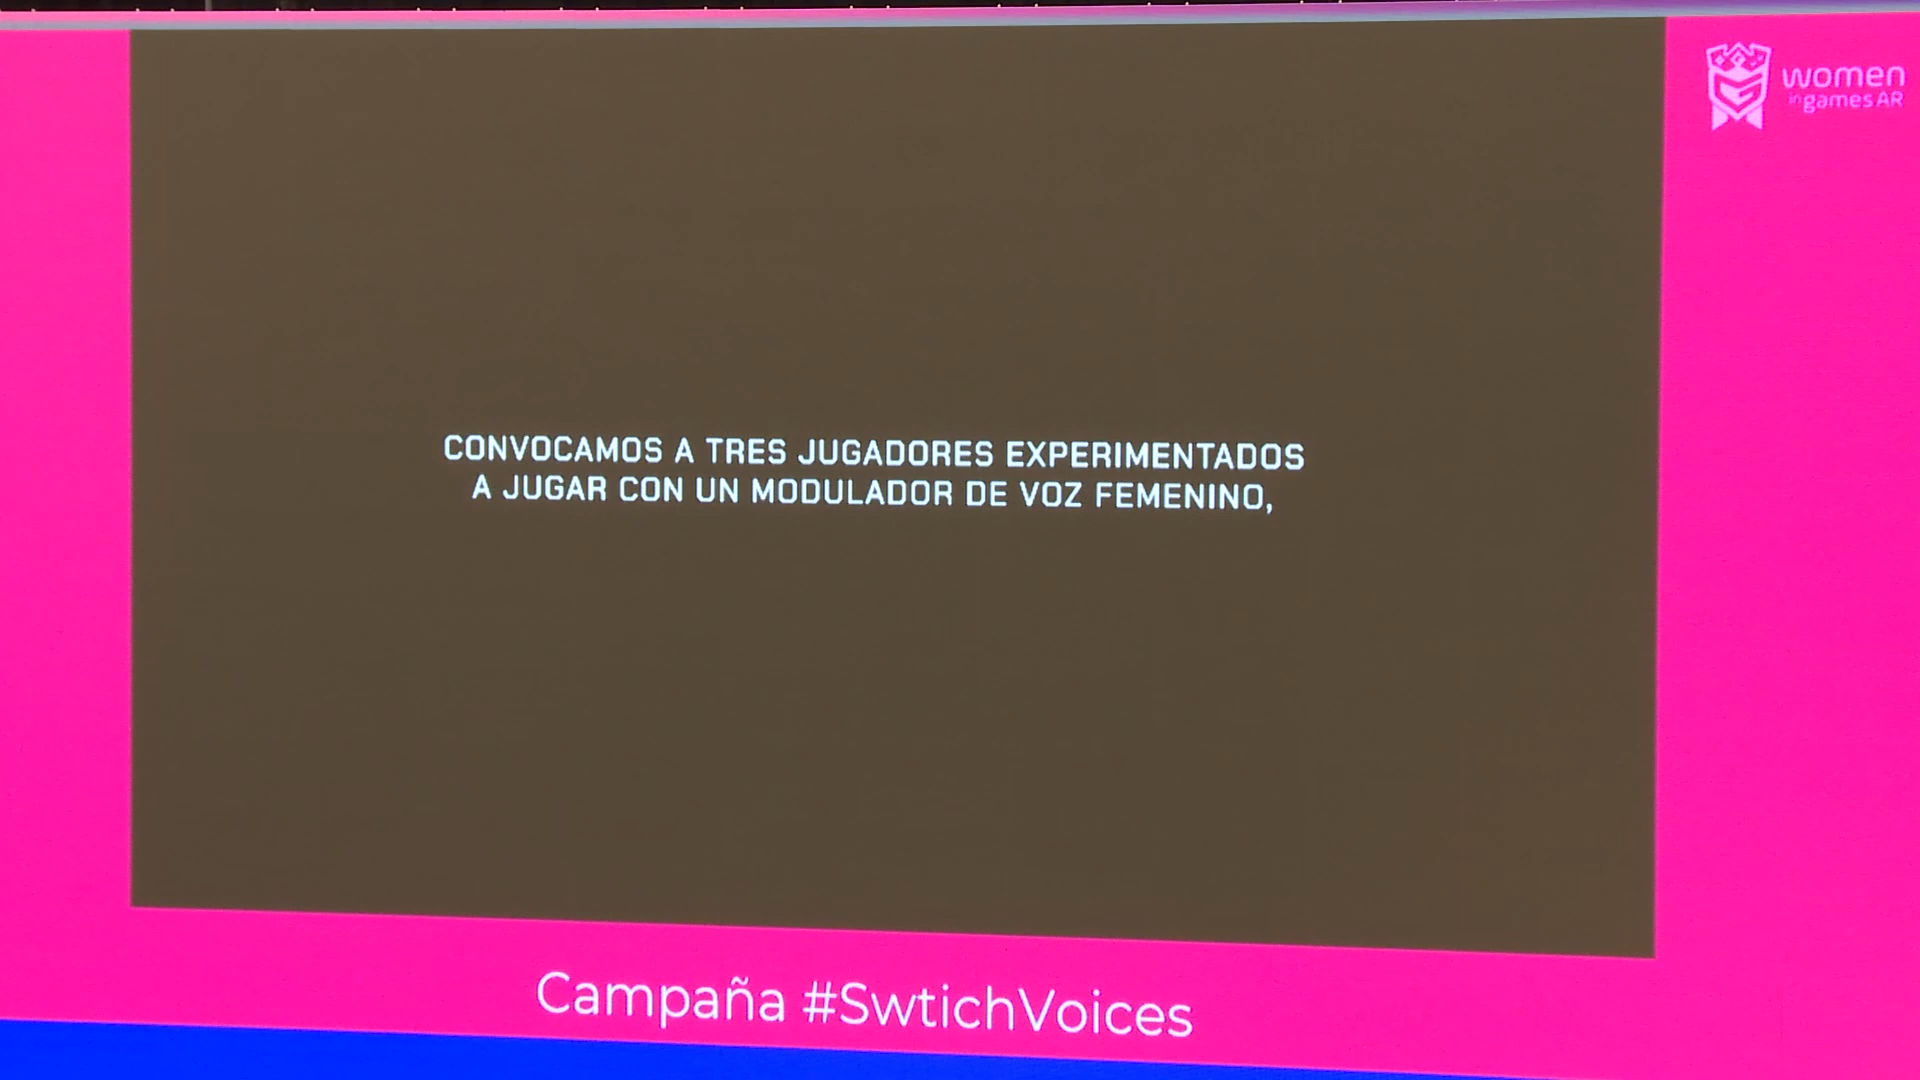 women
in games AR
CONVOCAMOS A TRES JUGADORES EXPERIMENTADOS
A JUGAR CON UN MODULADOR DE VOZ FEMENINO,
Campaña #SwtichVoices